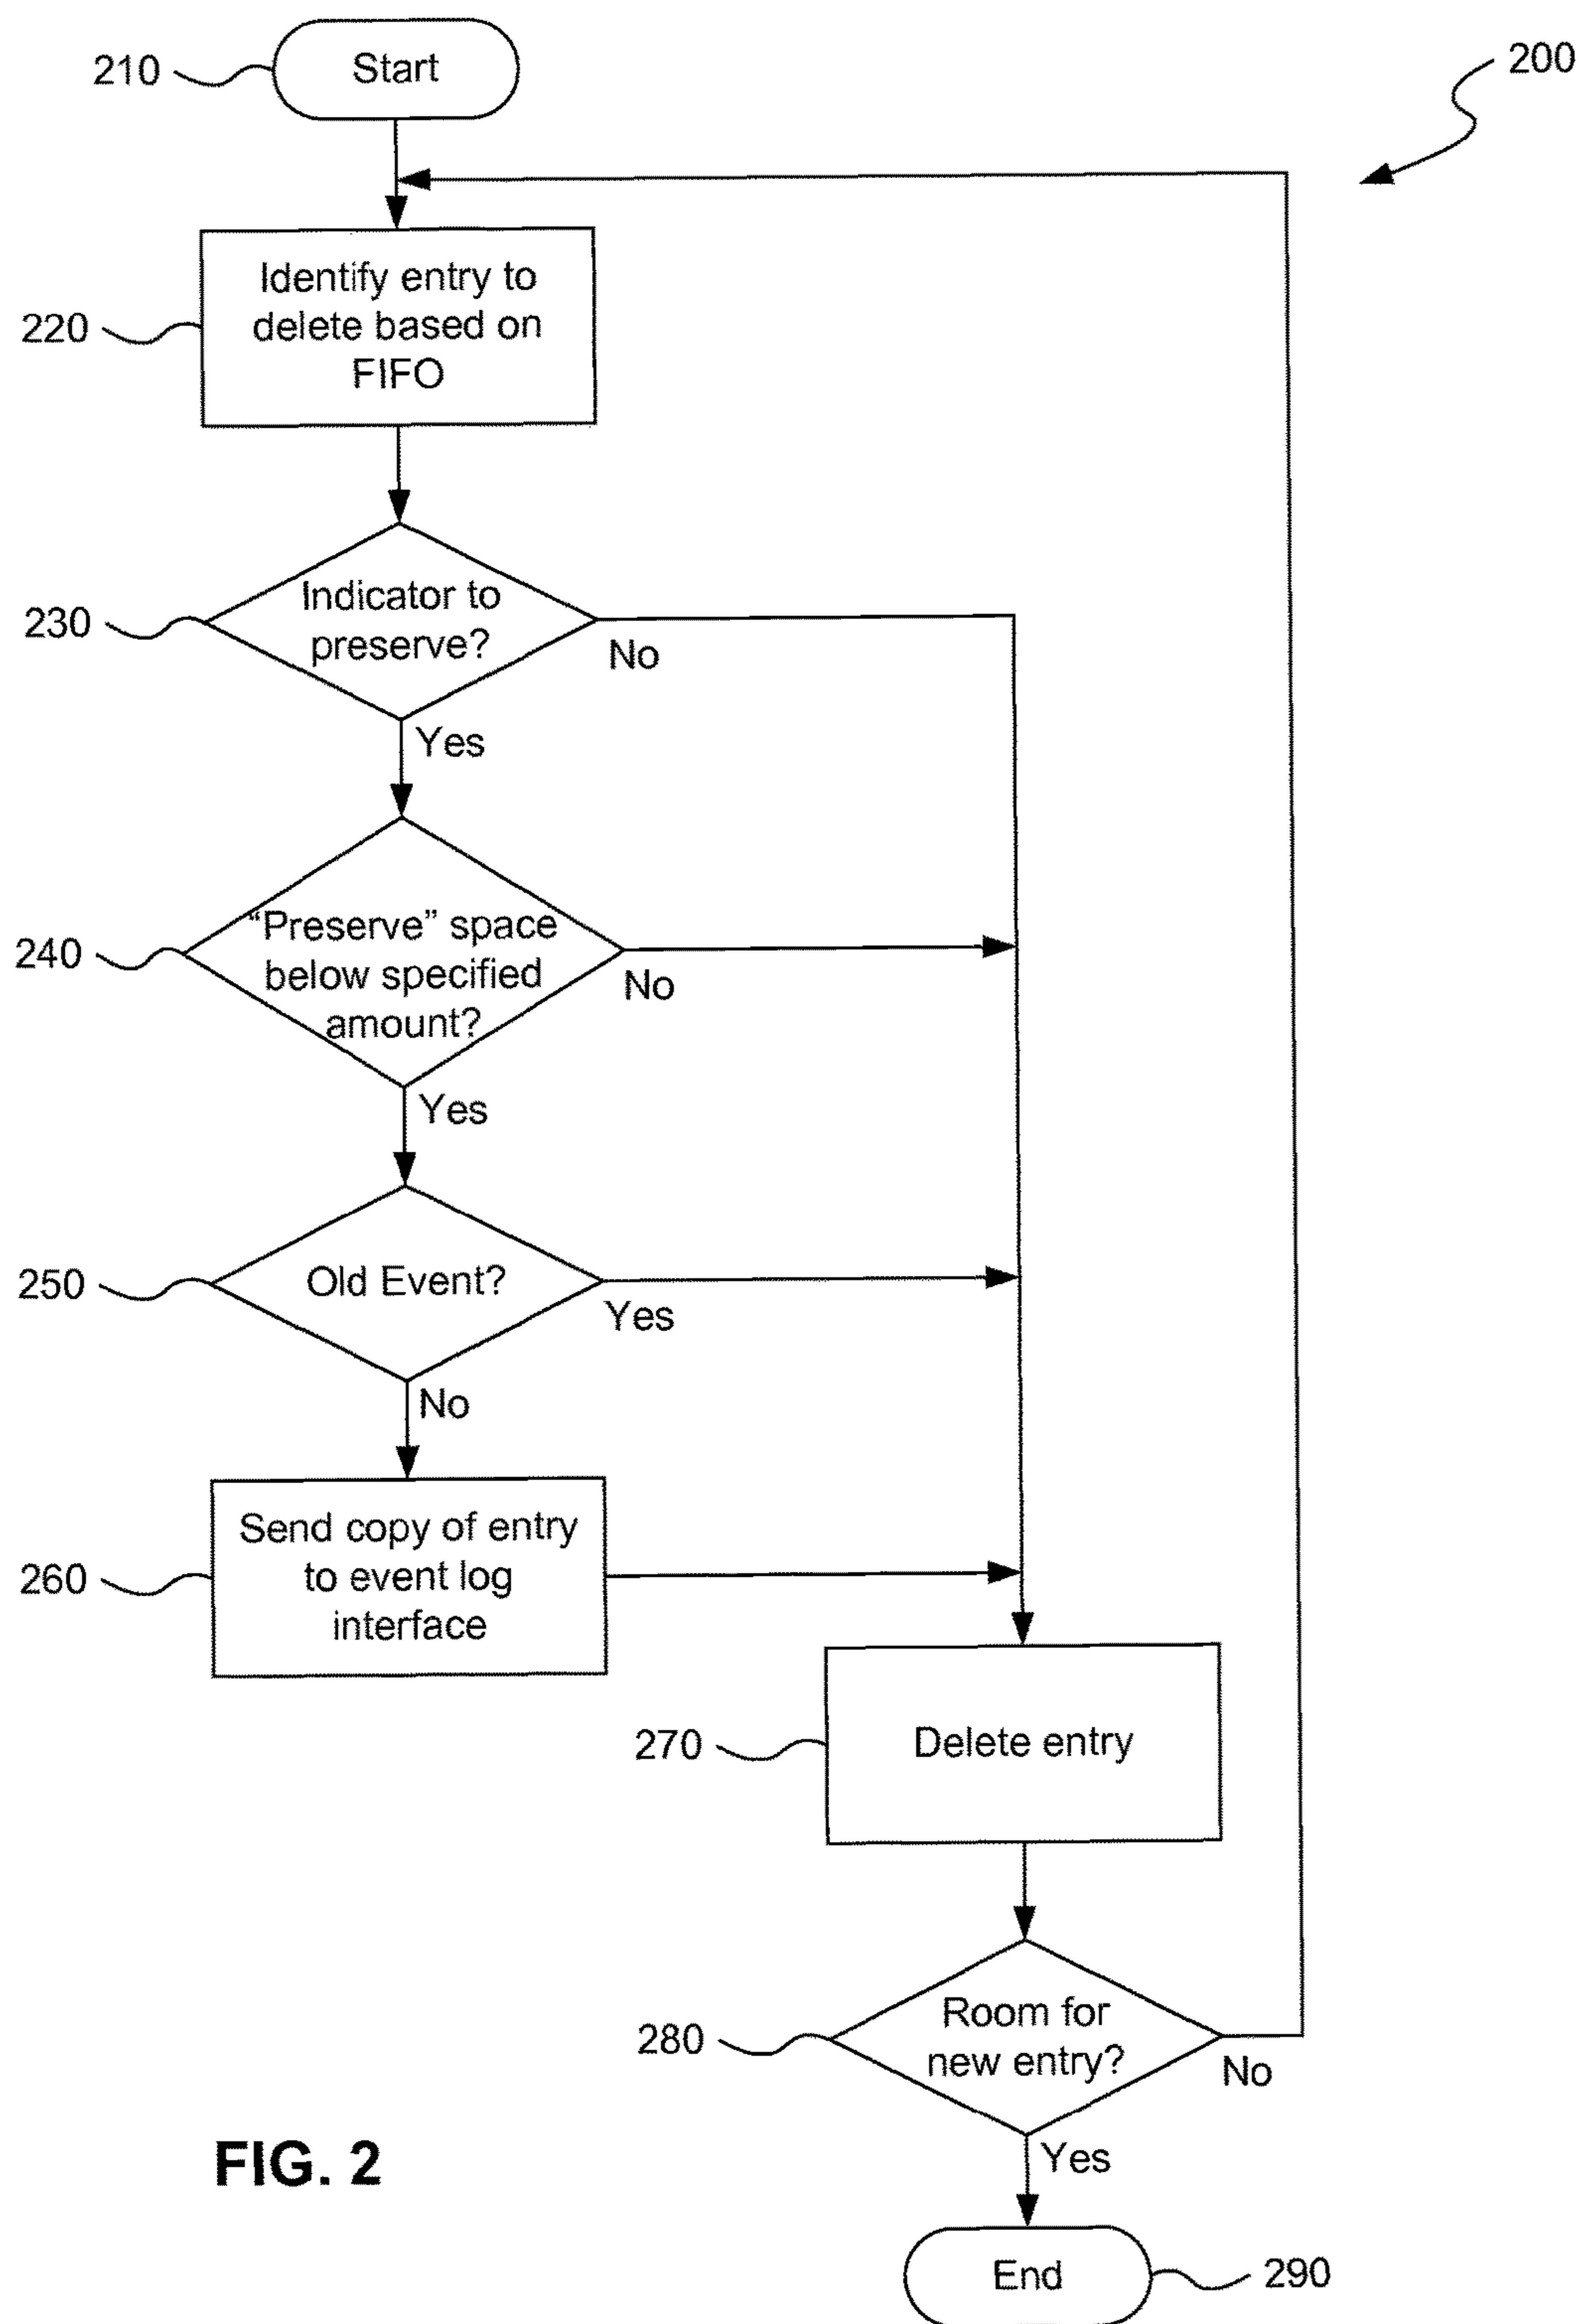 210
Start
200
220
Identify entry to
delete based on
FIFO
230
Indicator to
preserve?
No
Yes
240
“Preserve” space
below specified
amount?
No
Yes
250
Old Event?
Yes
No
260
Send copy of entry
to event log
interface
270
Delete entry
280
Room for
new entry?
No
Yes
FIG. 2
End
290